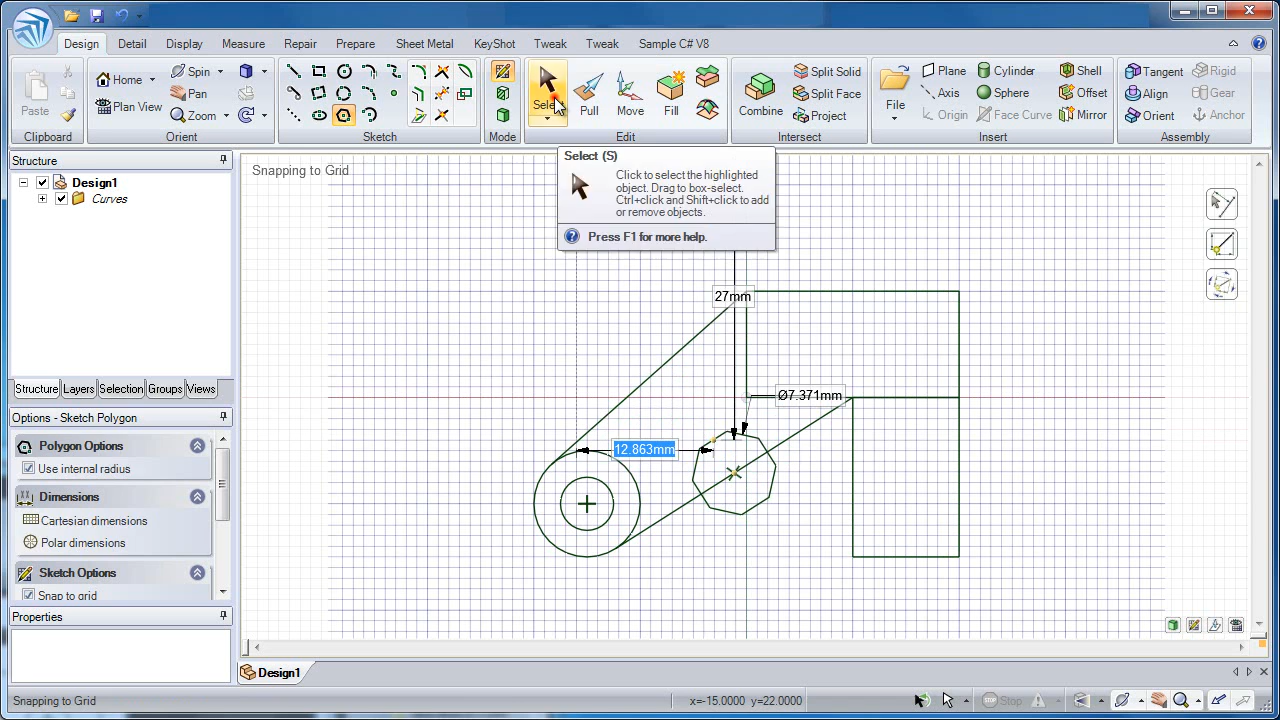 Design Detail Display Measure Repair Prepare Sheet Metal KeyShot Tweak Tweak Sample C# V8
Paste
Clipboard
Home Spin
Plan View Pan
Zoom
Orient
Sketch
Mode
Select Pull Move Fill
Edit
Combine Split Solid
Split Face
Project
Intersect
File Plane Cylinder Shell
Axis Sphere Offset
Origin Face Curve Mirror
Insert
Tangent Rigid
Align Gear
Orient Anchor
Assembly
Structure
Design1
Curves
Structure Layers Selection Groups Views
Options - Sketch Polygon
Polygon Options
Use internal radius
Dimensions
Cartesian dimensions
Polar dimensions
Sketch Options
Snap to grid
Properties
Snapping to Grid
Select (S)
Click to select the highlighted
object. Drag to box-select.
Ctrl+click and Shift+click to add
or remove objects.
Press F1 for more help.
27mm
Ø7.371mm
12.863mm
Design1
Snapping to Grid x=-15.0000 y=22.0000 Stop